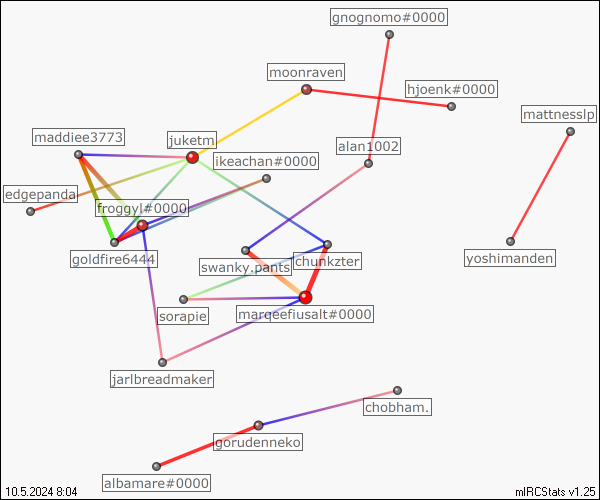 gnognomo#0000
moonraven
hjoenk#0000
mattnesslp
maddiee3773
juketm
alan1002
ikeachan#0000
edgepanda
froggyl#0000
goldfire6444
swanky.pants
chunkzter
yoshimanden
sorapie
marqeefiusalt#0000
jarlbreadmaker
chobham.
gorudenneko
albamare#0000
10.5.2024 8:04
mIRCStats v1.25